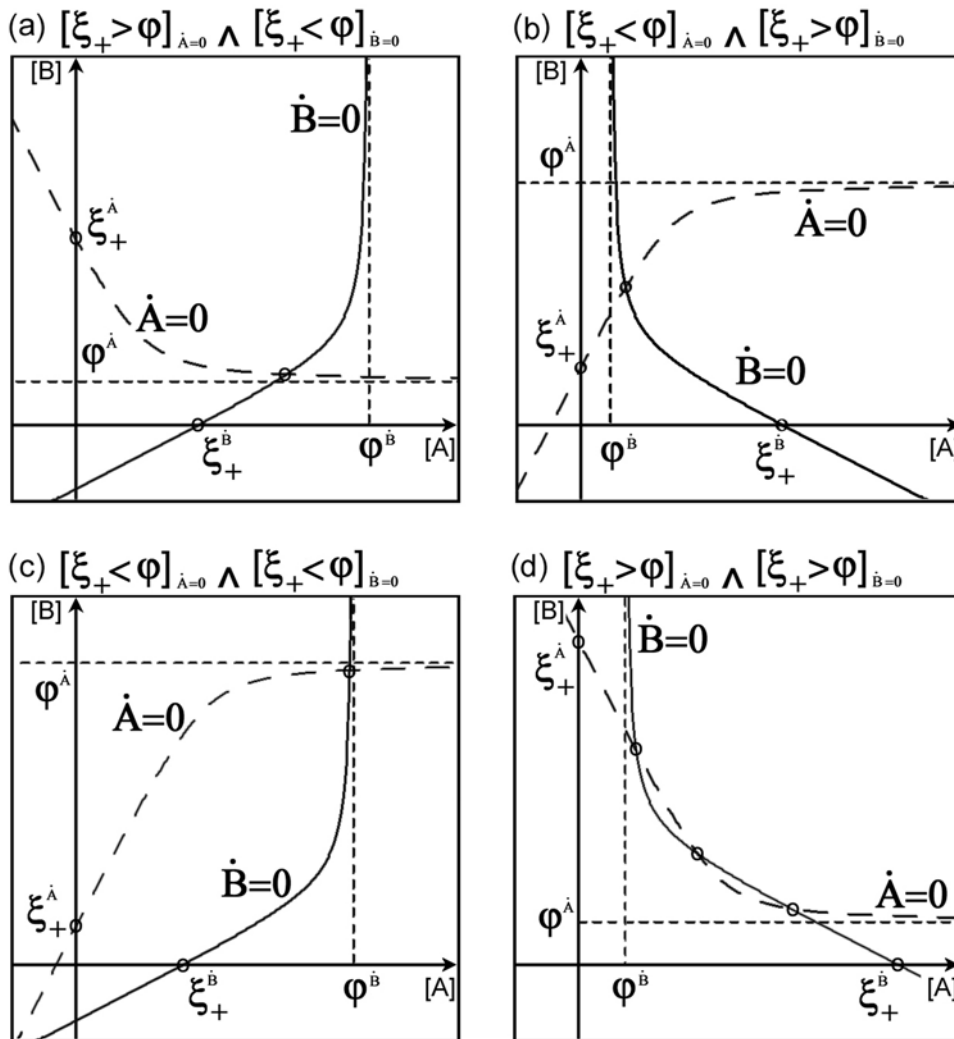 (a) [ξ₊>φ]Ȧ=0 ∧ [ξ₊<φ]Ḃ=0
[B]
Ḃ=0
ξ₊^Ȧ
Ȧ=0
φ^Ȧ
ξ₊^Ḃ
φ^Ḃ
[A]
(b) [ξ₊<φ]Ȧ=0 ∧ [ξ₊>φ]Ḃ=0
[B]
φ^Ȧ
Ȧ=0
ξ₊^Ȧ
Ḃ=0
φ^Ḃ
ξ₊^Ḃ
[A]
(c) [ξ₊<φ]Ȧ=0 ∧ [ξ₊<φ]Ḃ=0
[B]
φ^Ȧ
Ȧ=0
Ḃ=0
ξ₊^Ȧ
ξ₊^Ḃ
φ^Ḃ
[A]
(d) [ξ₊>φ]Ȧ=0 ∧ [ξ₊>φ]Ḃ=0
[B]
Ḃ=0
ξ₊^Ȧ
Ȧ=0
φ^Ȧ
φ^Ḃ
ξ₊^Ḃ
[A]